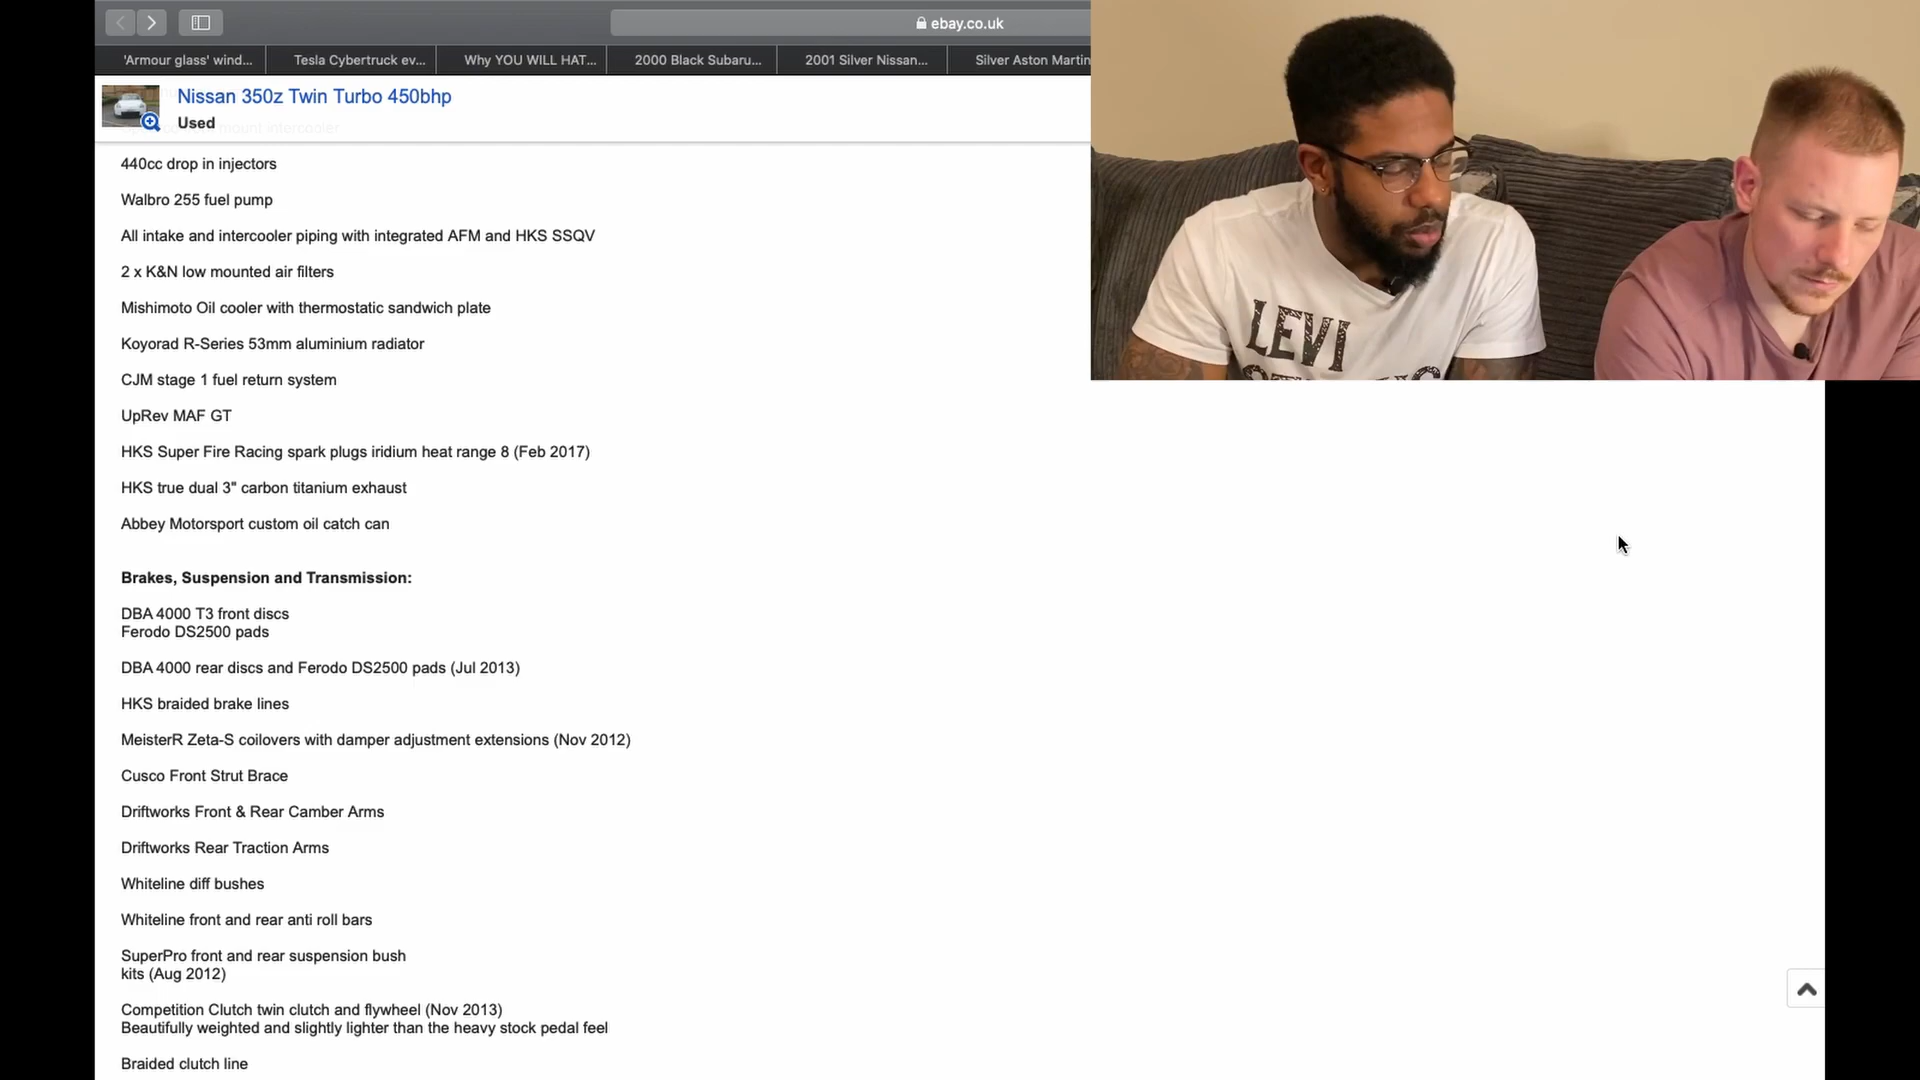 ebay.co.uk
'Armour glass' wind...
Tesla Cybertruck ev...
Why YOU WILL HAT...
2000 Black Subaru...
2001 Silver Nissan...
Silver Aston Martin
Nissan 350z Twin Turbo 450bhp
Used
mount intercooler
440cc drop in injectors
Walbro 255 fuel pump
All intake and intercooler piping with integrated AFM and HKS SSQV
2 x K&N low mounted air filters
Mishimoto Oil cooler with thermostatic sandwich plate
Koyorad R-Series 53mm aluminium radiator
CJM stage 1 fuel return system
UpRev MAF GT
HKS Super Fire Racing spark plugs iridium heat range 8 (Feb 2017)
HKS true dual 3" carbon titanium exhaust
Abbey Motorsport custom oil catch can
Brakes, Suspension and Transmission:
DBA 4000 T3 front discs
Ferodo DS2500 pads
DBA 4000 rear discs and Ferodo DS2500 pads (Jul 2013)
HKS braided brake lines
MeisterR Zeta-S coilovers with damper adjustment extensions (Nov 2012)
Cusco Front Strut Brace
Driftworks Front & Rear Camber Arms
Driftworks Rear Traction Arms
Whiteline diff bushes
Whiteline front and rear anti roll bars
SuperPro front and rear suspension bush
kits (Aug 2012)
Competition Clutch twin clutch and flywheel (Nov 2013)
Beautifully weighted and slightly lighter than the heavy stock pedal feel
Braided clutch line
LEVI